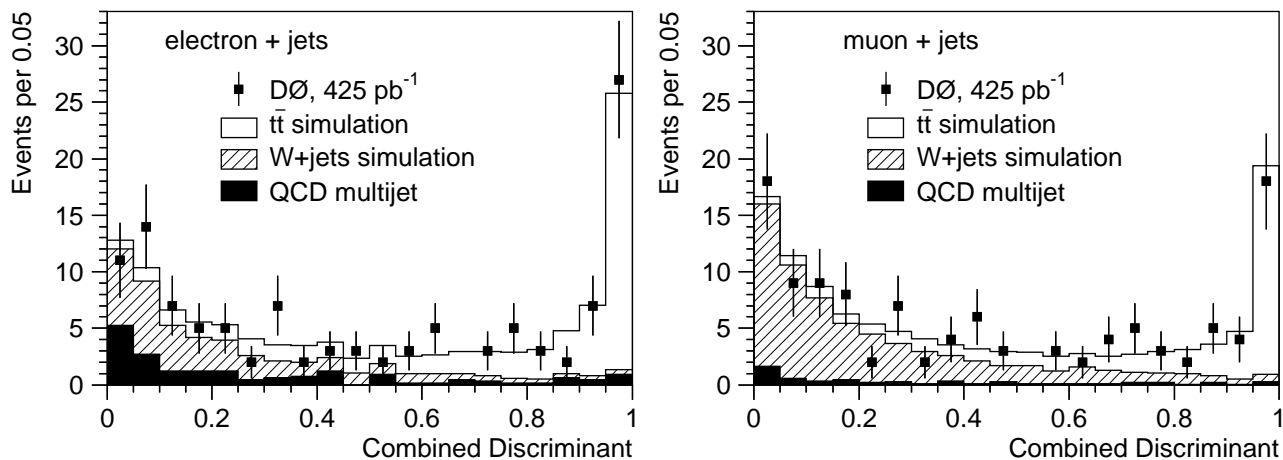 Events per 0.05
30
25
20
15
10
5
0
electron + jets
DØ, 425 pb⁻¹
tt̄ simulation
W+jets simulation
QCD multijet
0 0.2 0.4 0.6 0.8 1
Combined Discriminant
Events per 0.05
30
25
20
15
10
5
0
muon + jets
DØ, 425 pb⁻¹
tt̄ simulation
W+jets simulation
QCD multijet
0 0.2 0.4 0.6 0.8 1
Combined Discriminant